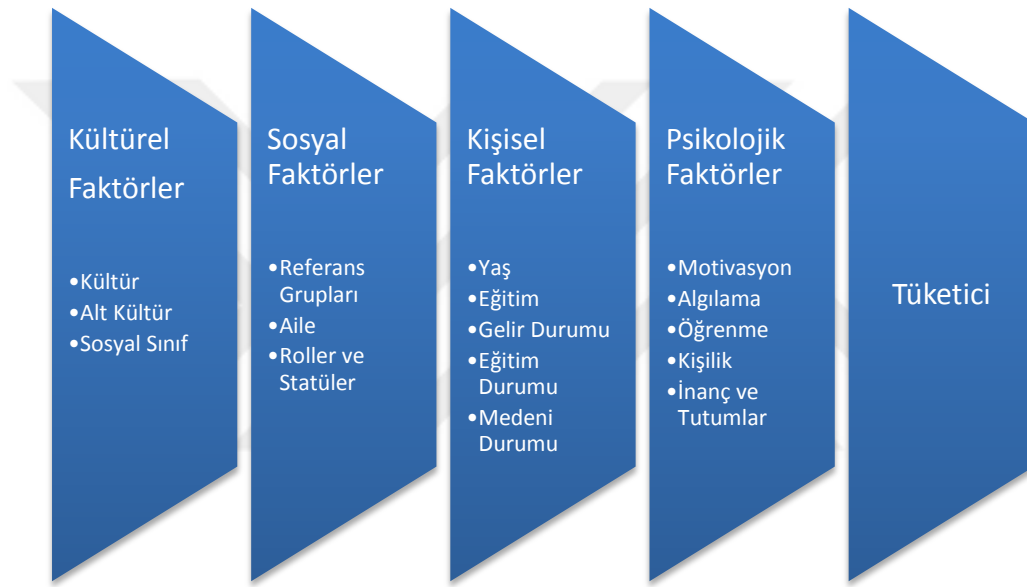 Kültürel
Faktörler
•Kültür
•Alt Kültür
•Sosyal Sınıf
Sosyal
Faktörler
•Referans
Grupları
•Aile
•Roller ve
Statüler
Kişisel
Faktörler
•Yaş
•Eğitim
•Gelir Durumu
•Eğitim
Durumu
•Medeni
Durumu
Psikolojik
Faktörler
•Motivasyon
•Algılama
•Öğrenme
•Kişilik
•İnanç ve
Tutumlar
Tüketici